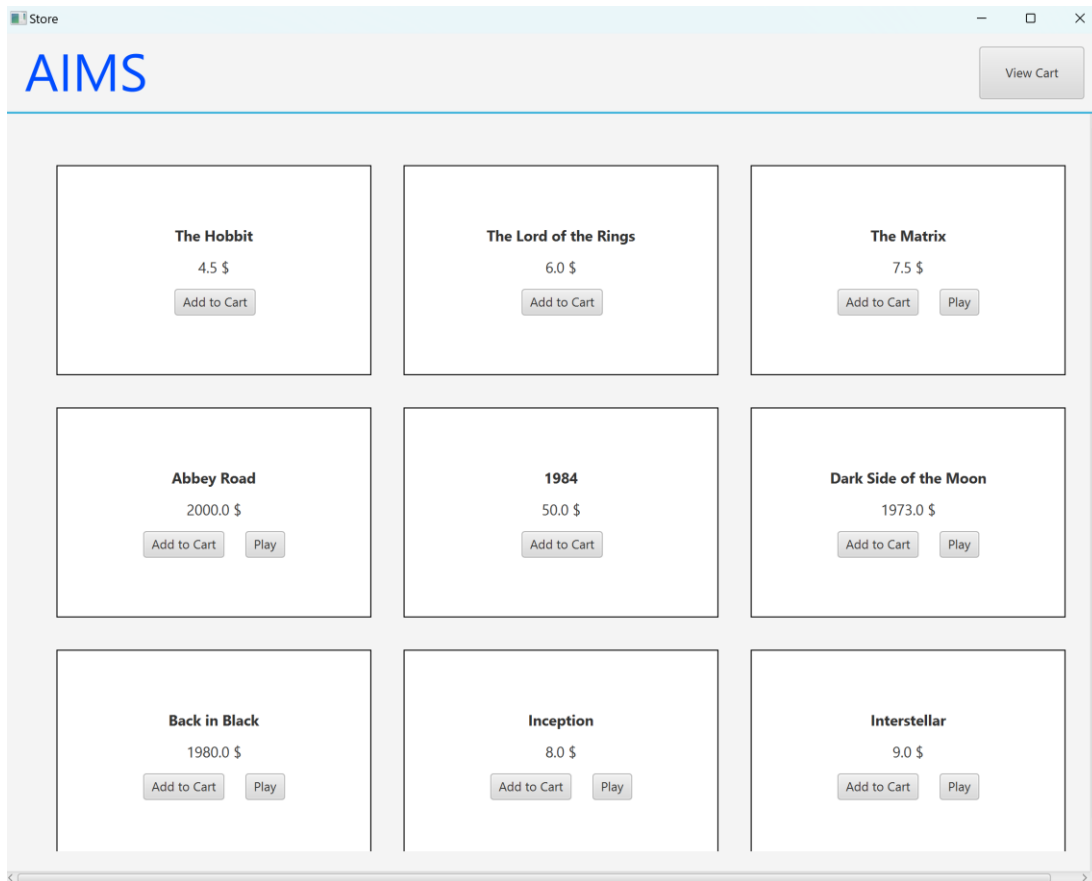 Store
AIMS
View Cart
The Hobbit
4.5 $
Add to Cart
The Lord of the Rings
6.0 $
Add to Cart
The Matrix
7.5 $
Add to Cart Play
Abbey Road
2000.0 $
Add to Cart Play
1984
50.0 $
Add to Cart
Dark Side of the Moon
1973.0 $
Add to Cart Play
Back in Black
1980.0 $
Add to Cart Play
Inception
8.0 $
Add to Cart Play
Interstellar
9.0 $
Add to Cart Play